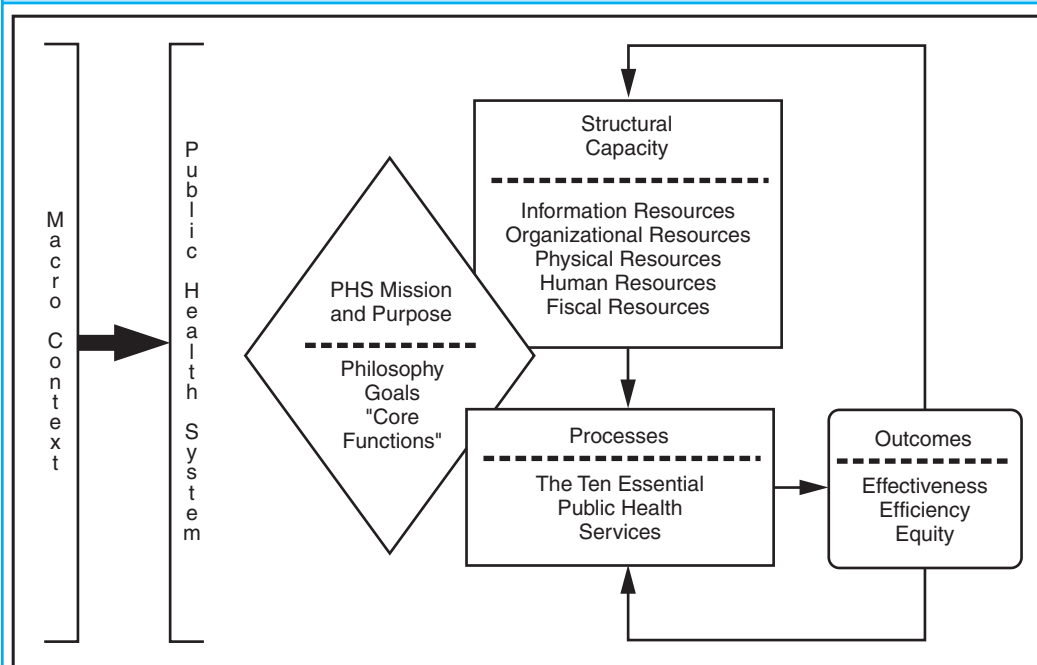 Macro Context
Public Health System
PHS Mission
and Purpose
Philosophy
Goals
"Core
Functions"
Structural
Capacity
Information Resources
Organizational Resources
Physical Resources
Human Resources
Fiscal Resources
Processes
The Ten Essential
Public Health
Services
Outcomes
Effectiveness
Efficiency
Equity